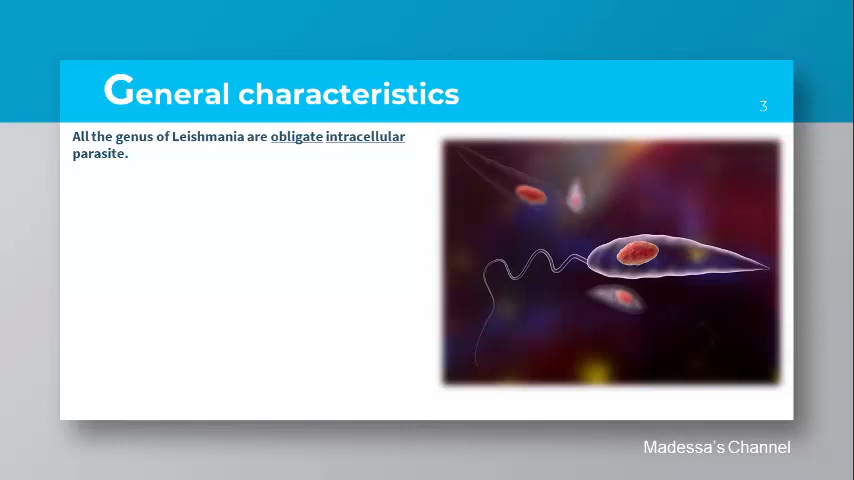 General characteristics
3
All the genus of Leishmania are obligate intracellular
parasite.
Madessa's Channel